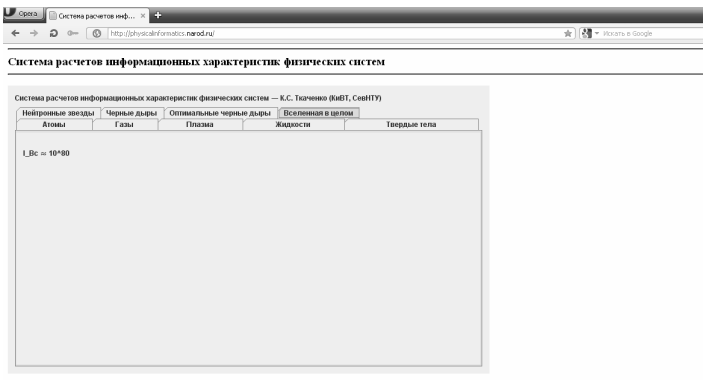 Opera
Система расчетов инф...
http://physicalinformatics.narod.ru/
Искать в Google
Система расчетов информационных характеристик физических систем
Система расчетов информационных характеристик физических систем — К.С. Ткаченко (КиВТ, СевНТУ)
Нейтронные звезды Черные дыры Оптимальные черные дыры Вселенная в целом
Атомы Газы Плазма Жидкости Твердые тела
I_Вс = 10^80